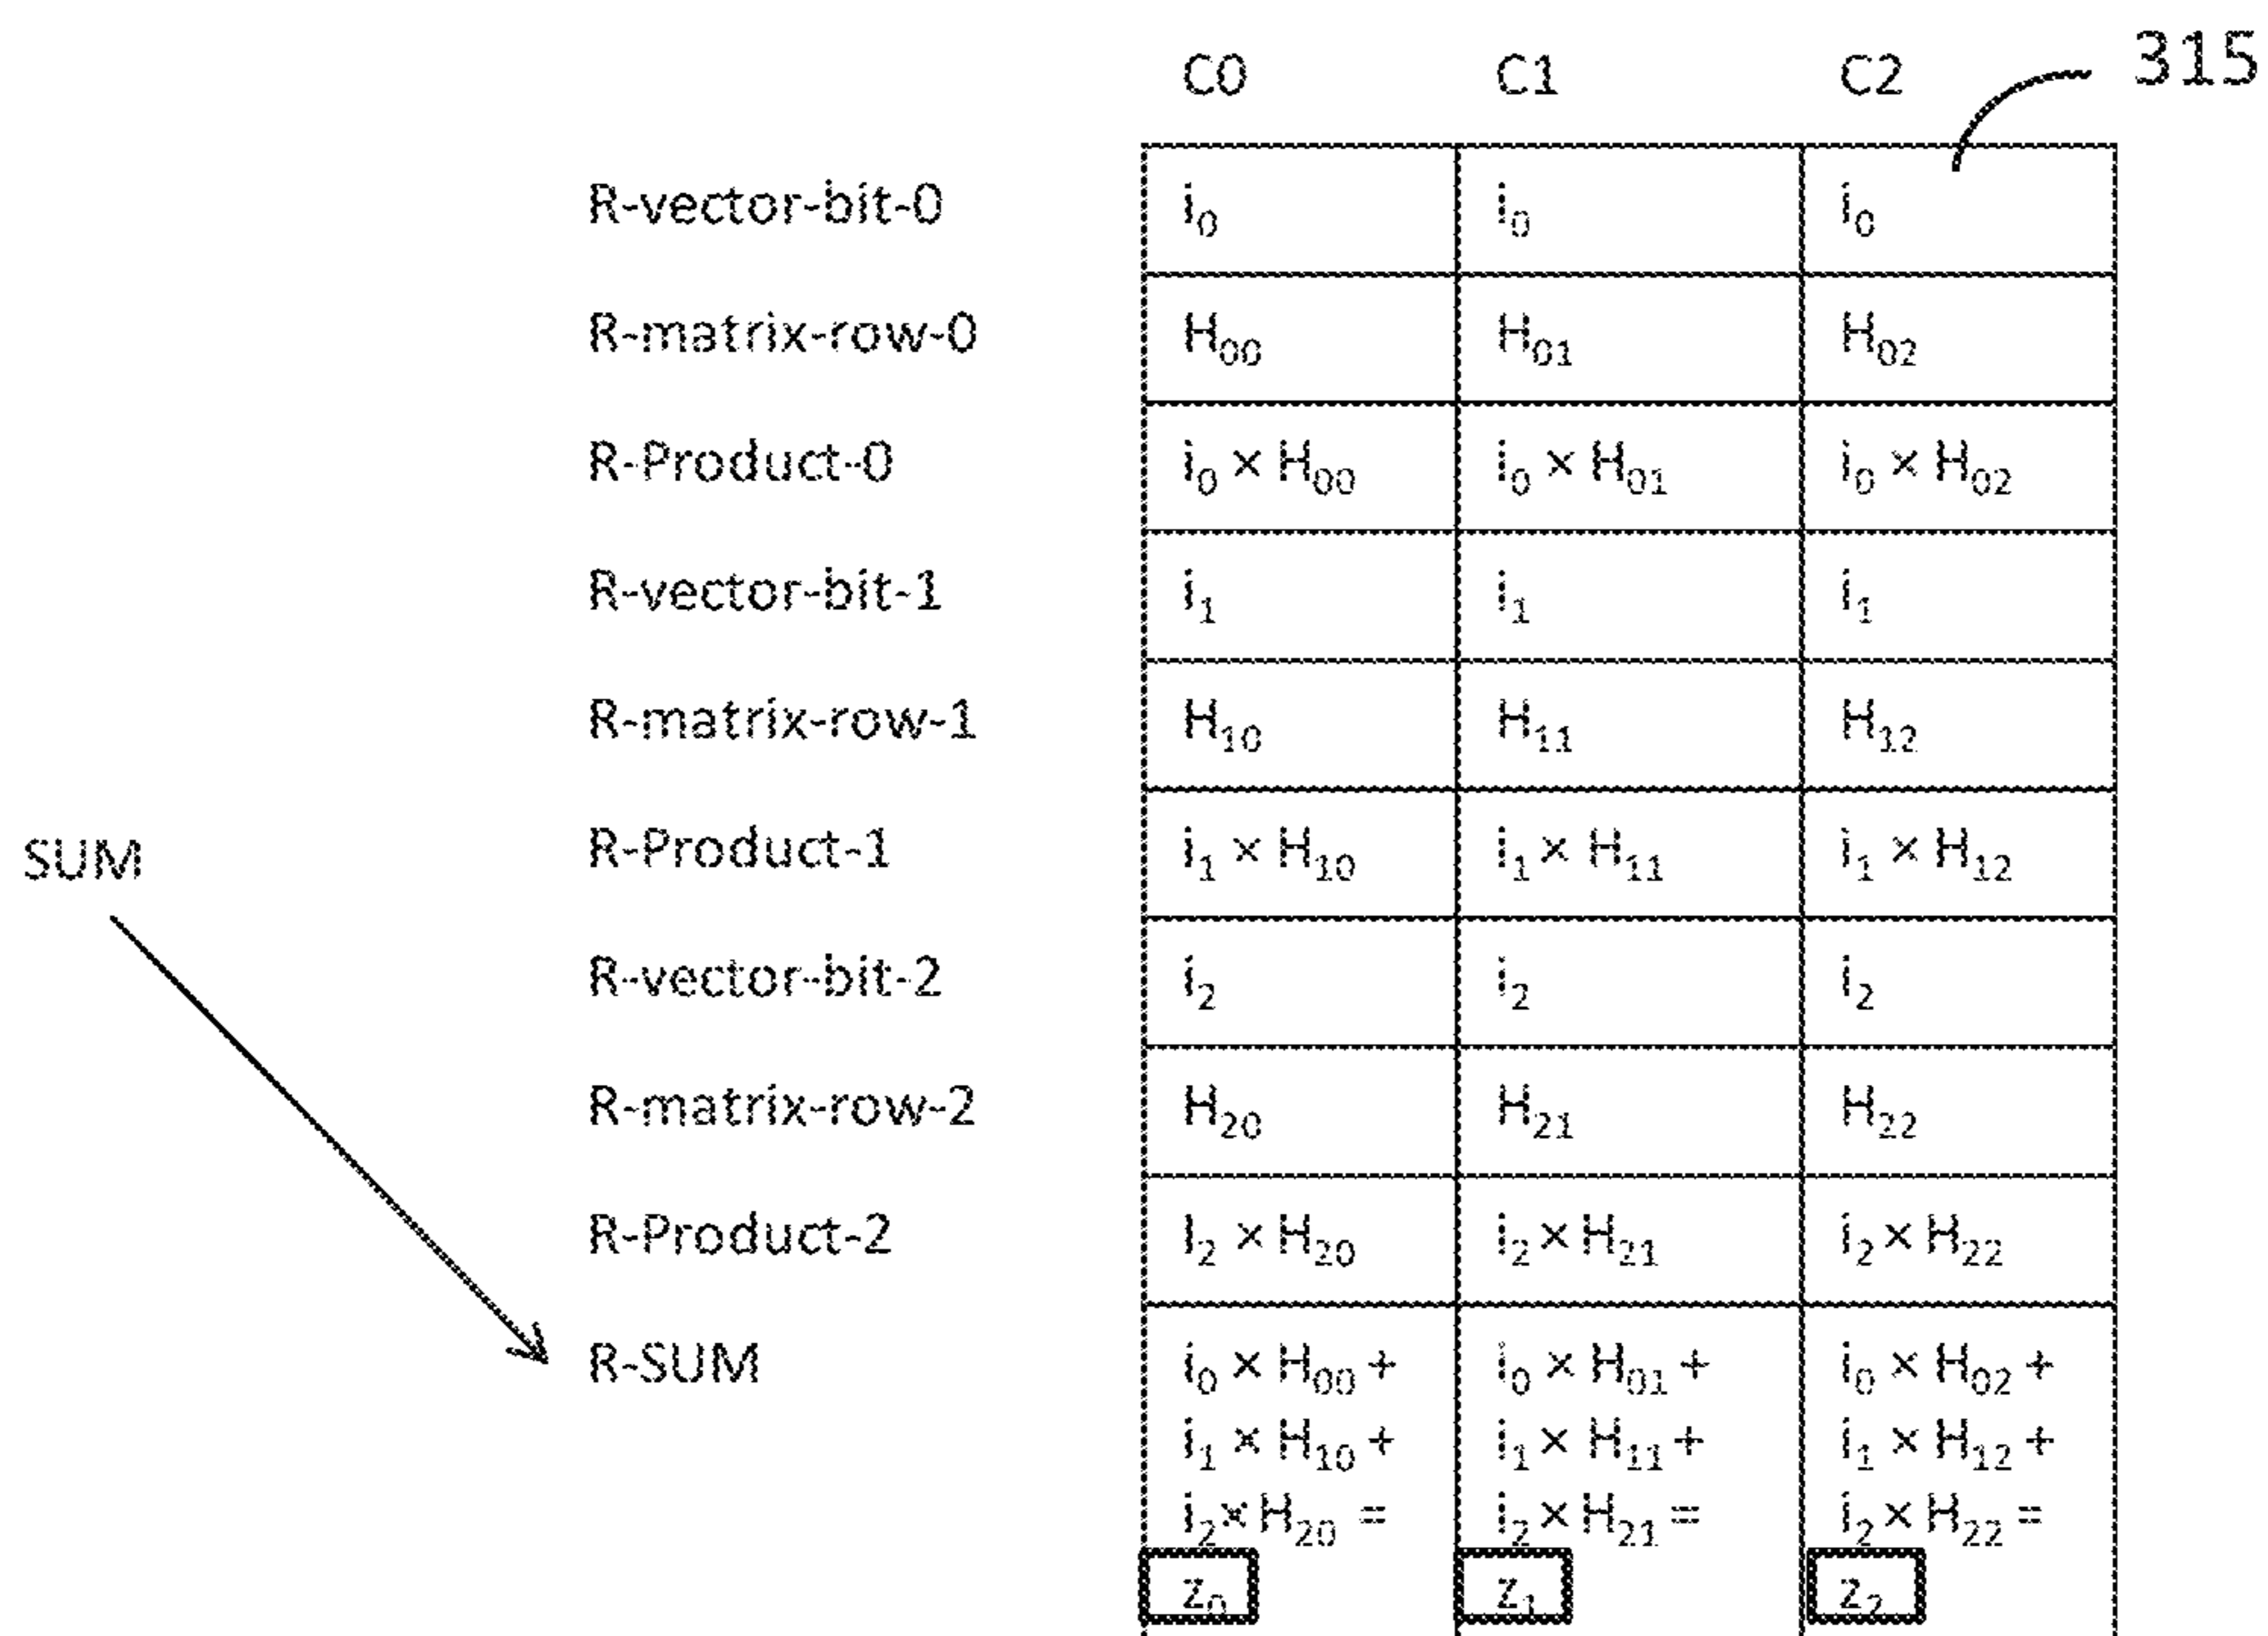 C0 C1 C2 315
R-vector-bit-0 i₀ i₀ i₀
R-matrix-row-0 H₀₀ H₀₁ H₀₂
R-Product-0 i₀ × H₀₀ i₀ × H₀₁ i₀ × H₀₂
R-vector-bit-1 i₁ i₁ i₁
R-matrix-row-1 H₁₀ H₁₁ H₁₂
SUM R-Product-1 i₁ × H₁₀ i₁ × H₁₁ i₁ × H₁₂
R-vector-bit-2 i₂ i₂ i₂
R-matrix-row-2 H₂₀ H₂₁ H₂₂
R-Product-2 I₂ × H₂₀ i₂ × H₂₁ i₂ × H₂₂
R-SUM i₀ × H₀₀ + i₀ × H₀₁ + i₀ × H₀₂ +
i₁ × H₁₀ + i₁ × H₁₁ + i₁ × H₁₂ +
i₂ × H₂₀ = i₂ × H₂₁ = i₂ × H₂₂ =
z₀ z₁ z₂